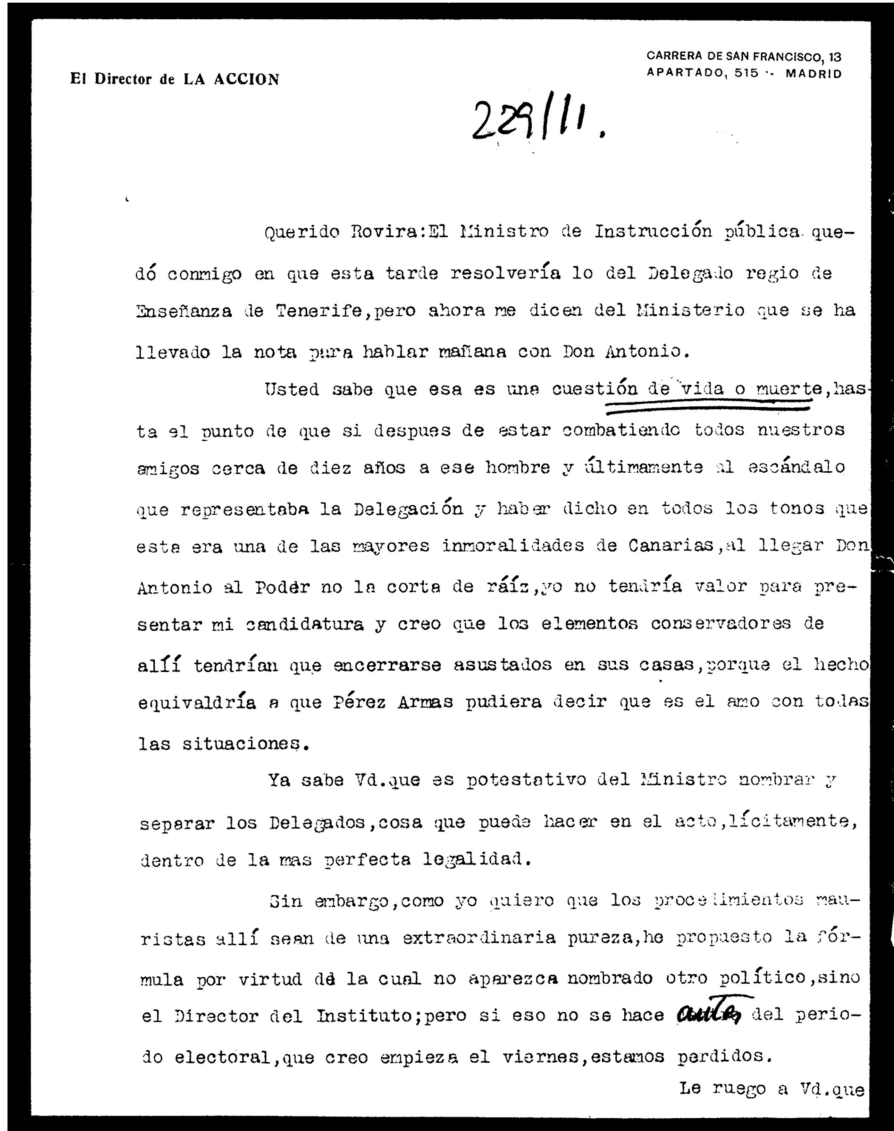 El Director de LA ACCION
CARRERA DE SAN FRANCISCO, 13
APARTADO, 515 -- MADRID
229/11.
Querido Rovira:El Ministro de Instrucción pública que-
dó conmigo en que esta tarde resolvería lo del Delegado regio de
Enseñanza de Tenerife,pero ahora me dicen del Ministerio que se ha
llevado la nota para hablar mañana con Don Antonio.
Usted sabe que esa es una cuestión de vida o muerte,has-
ta el punto de que si despues de estar combatiendo todos nuestros
amigos cerca de diez años a ese hombre y últimamente al escándalo
que representaba la Delegación y haber dicho en todos los tonos que
esta era una de las mayores inmoralidades de Canarias,al llegar Don
Antonio al Poder no la corta de ráíz,yo no tendría valor para pre-
sentar mi candidatura y creo que los elementos conservadores de
allí tendrían que encerrarse asustados en sus casas,porque el hecho
equivaldría a que Pérez Armas pudiera decir que es el amo con todas
las situaciones.
Ya sabe Vd.que es potestativo del Ministro nombrar y
separar los Delegados,cosa que puede hacer en el acto,lícitamente,
dentro de la mas perfecta legalidad.
Sin embargo,como yo quiero que los procedimientos mau-
ristas allí sean de una extraordinaria pureza,he propuesto la fór-
mula por virtud de la cual no aparezca nombrado otro político,sino
el Director del Instituto;pero si eso no se hace antes del perio-
do electoral,que creo empieza el viernes,estamos perdidos.
Le ruego a Vd.que